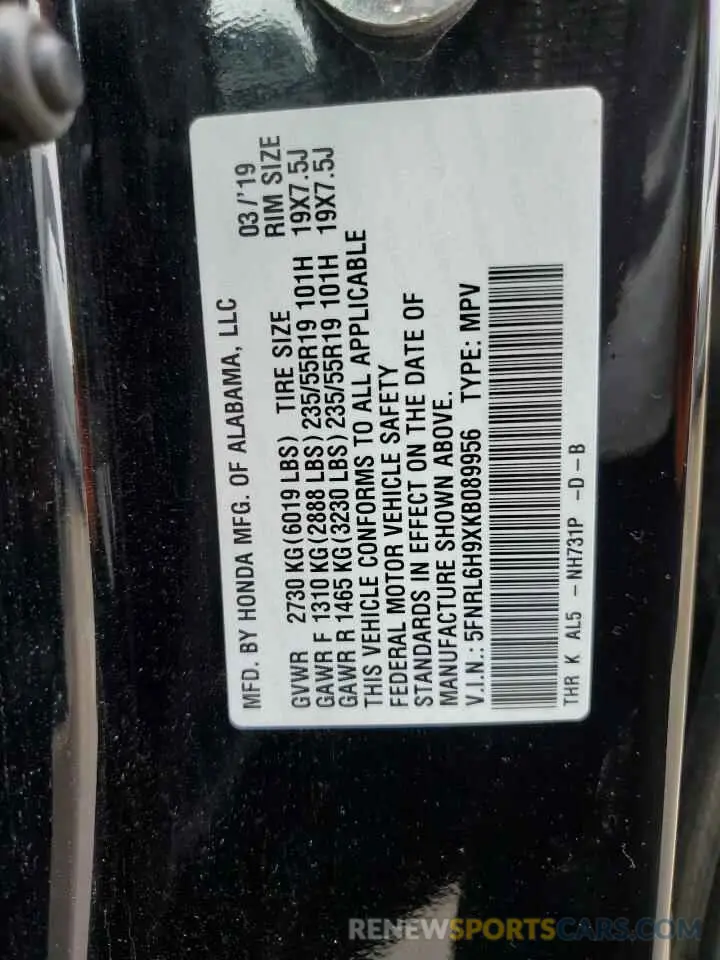 MFD. BY HONDA MFG. OF ALABAMA, LLC 03/'19
GVWR 2730 KG(6019 LBS) TIRE SIZE RIM SIZE
GAWR F 1310 KG(2888 LBS)235/55R19 101H 19X7.5J
GAWR R 1465 KG(3230 LBS)235/55R19 101H 19X7.5J
THIS VEHICLE CONFORMS TO ALL APPLICABLE
FEDERAL MOTOR VEHICLE SAFETY
STANDARDS IN EFFECT ON THE DATE OF
MANUFACTURE SHOWN ABOVE.
V.I.N.:5FNRL6H9XKB089956 TYPE: MPV
THR K AL5 - NH731P -D-B
RENEWSPORTSCARS.COM